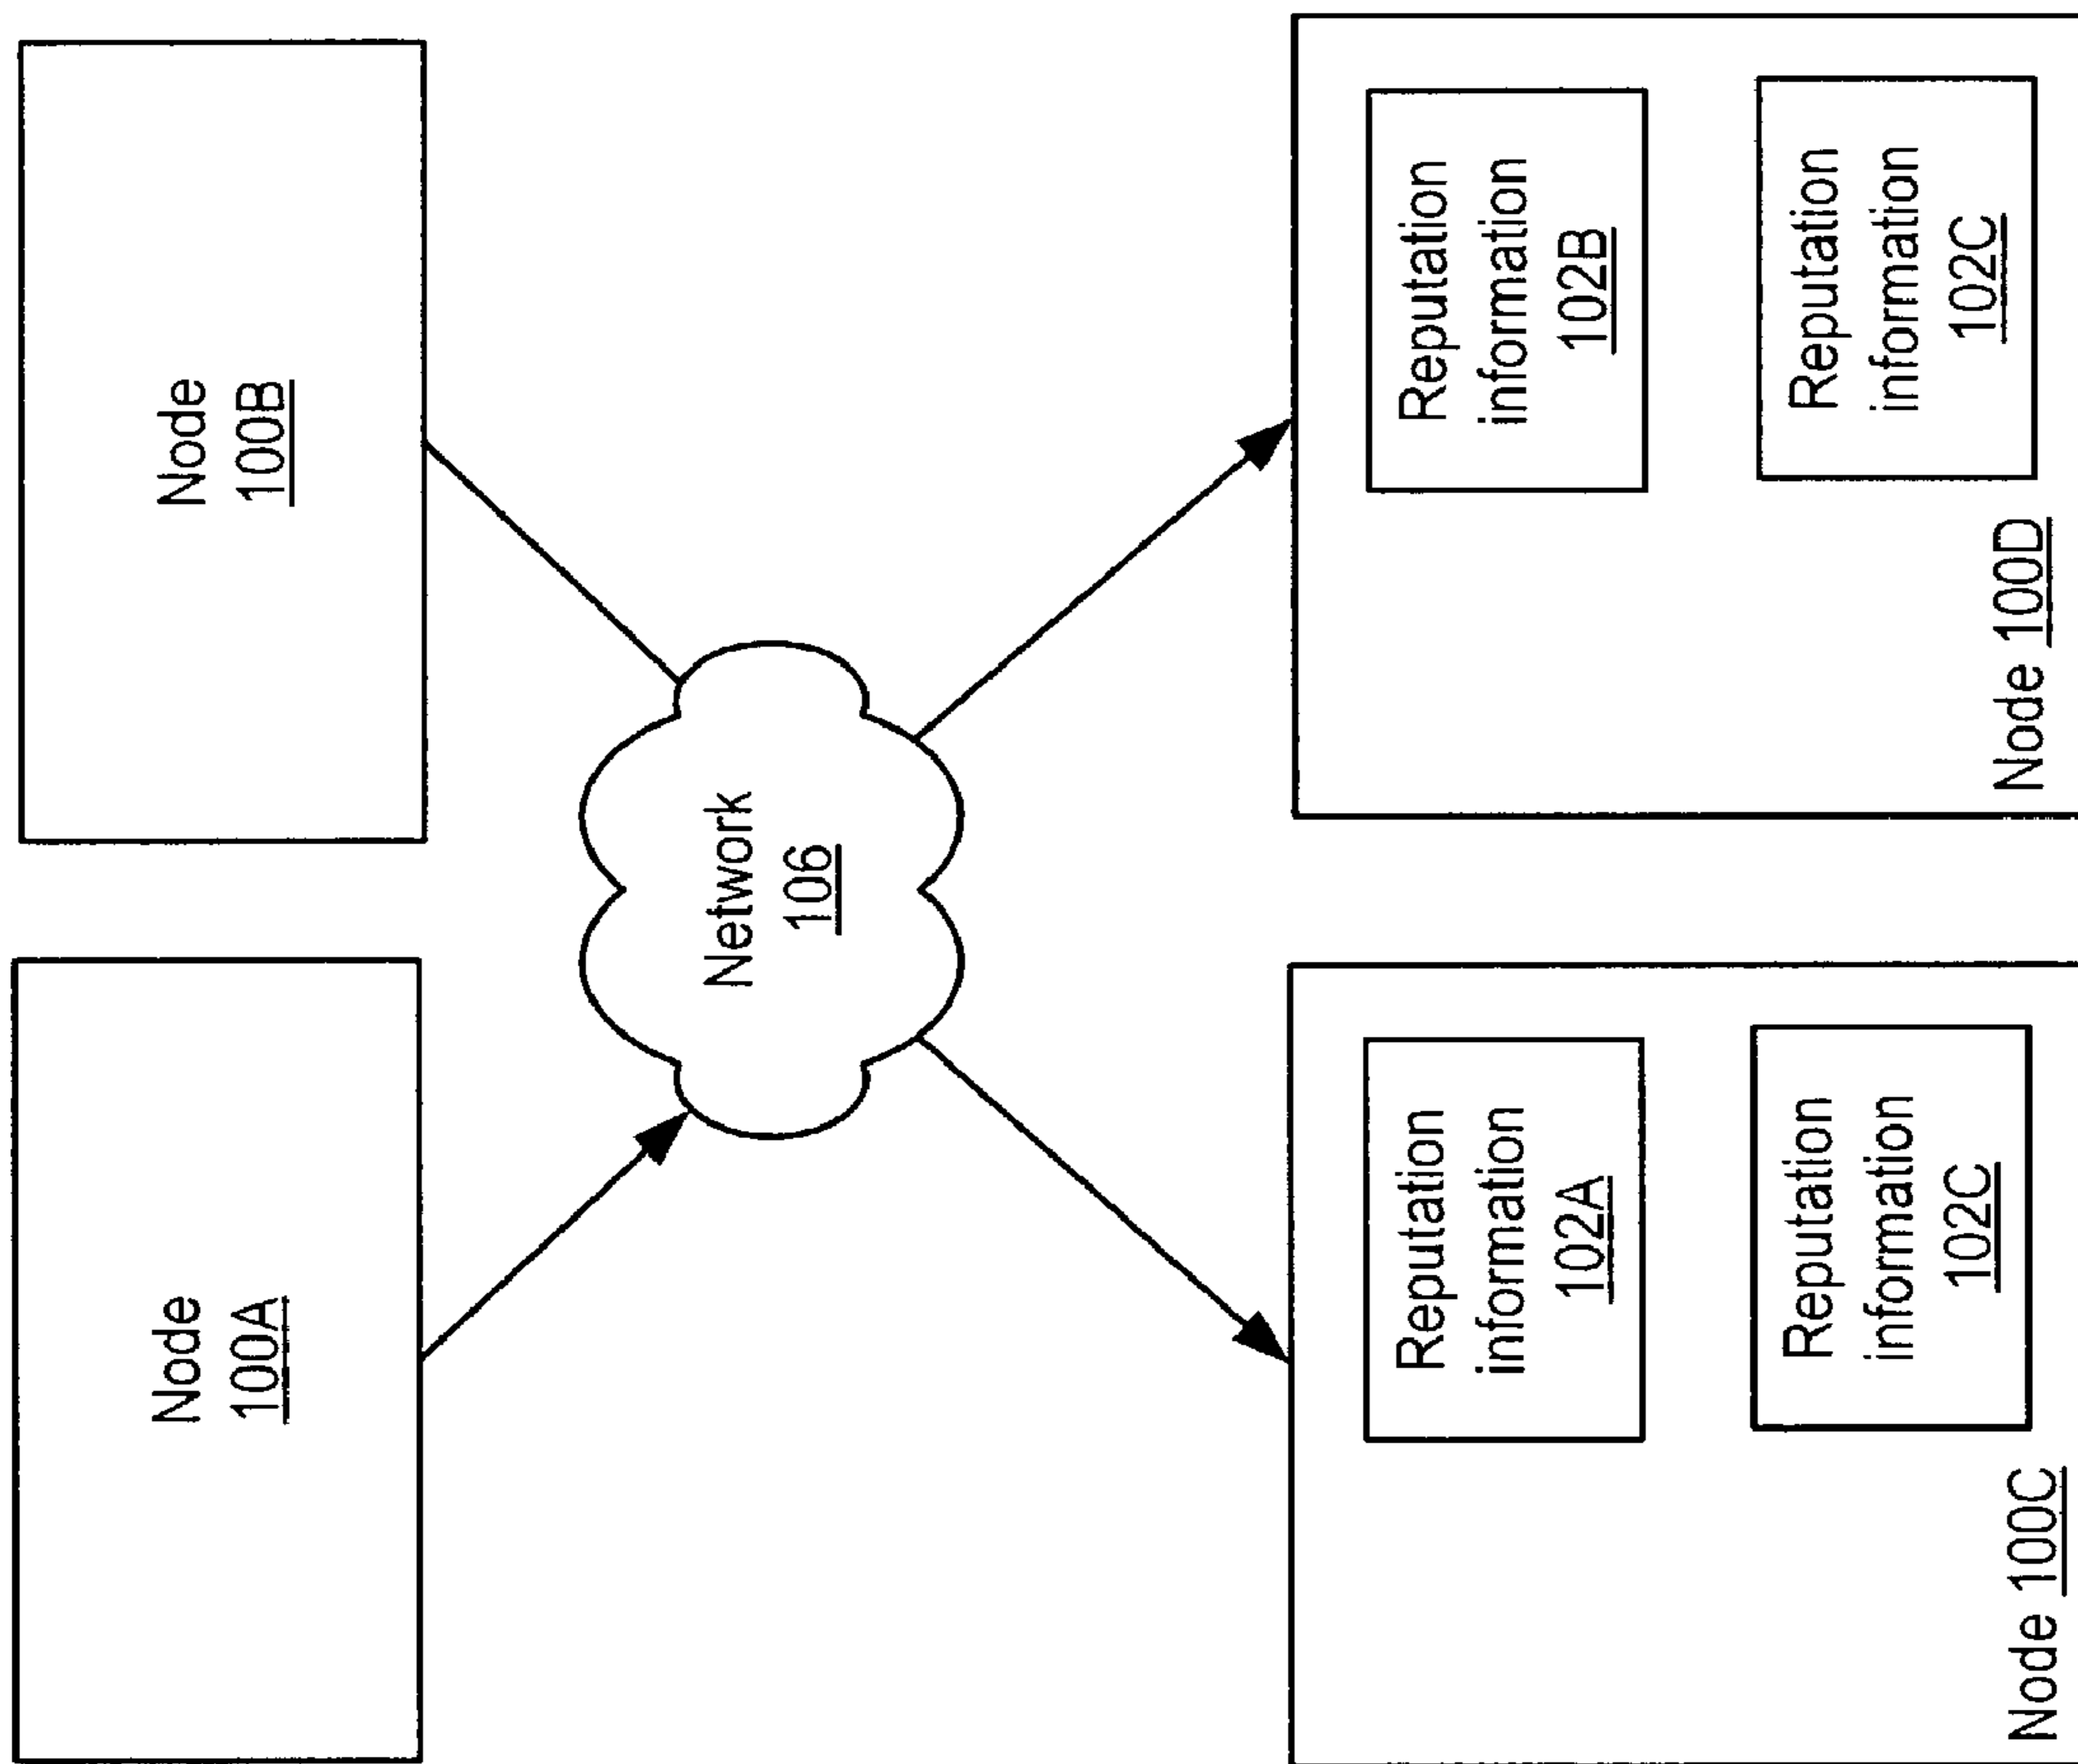 Node
100A
Node
100B
Network
106
Reputation
information
102A
Reputation
information
102C
Node 100C
Reputation
information
102B
Reputation
information
102C
Node 100D